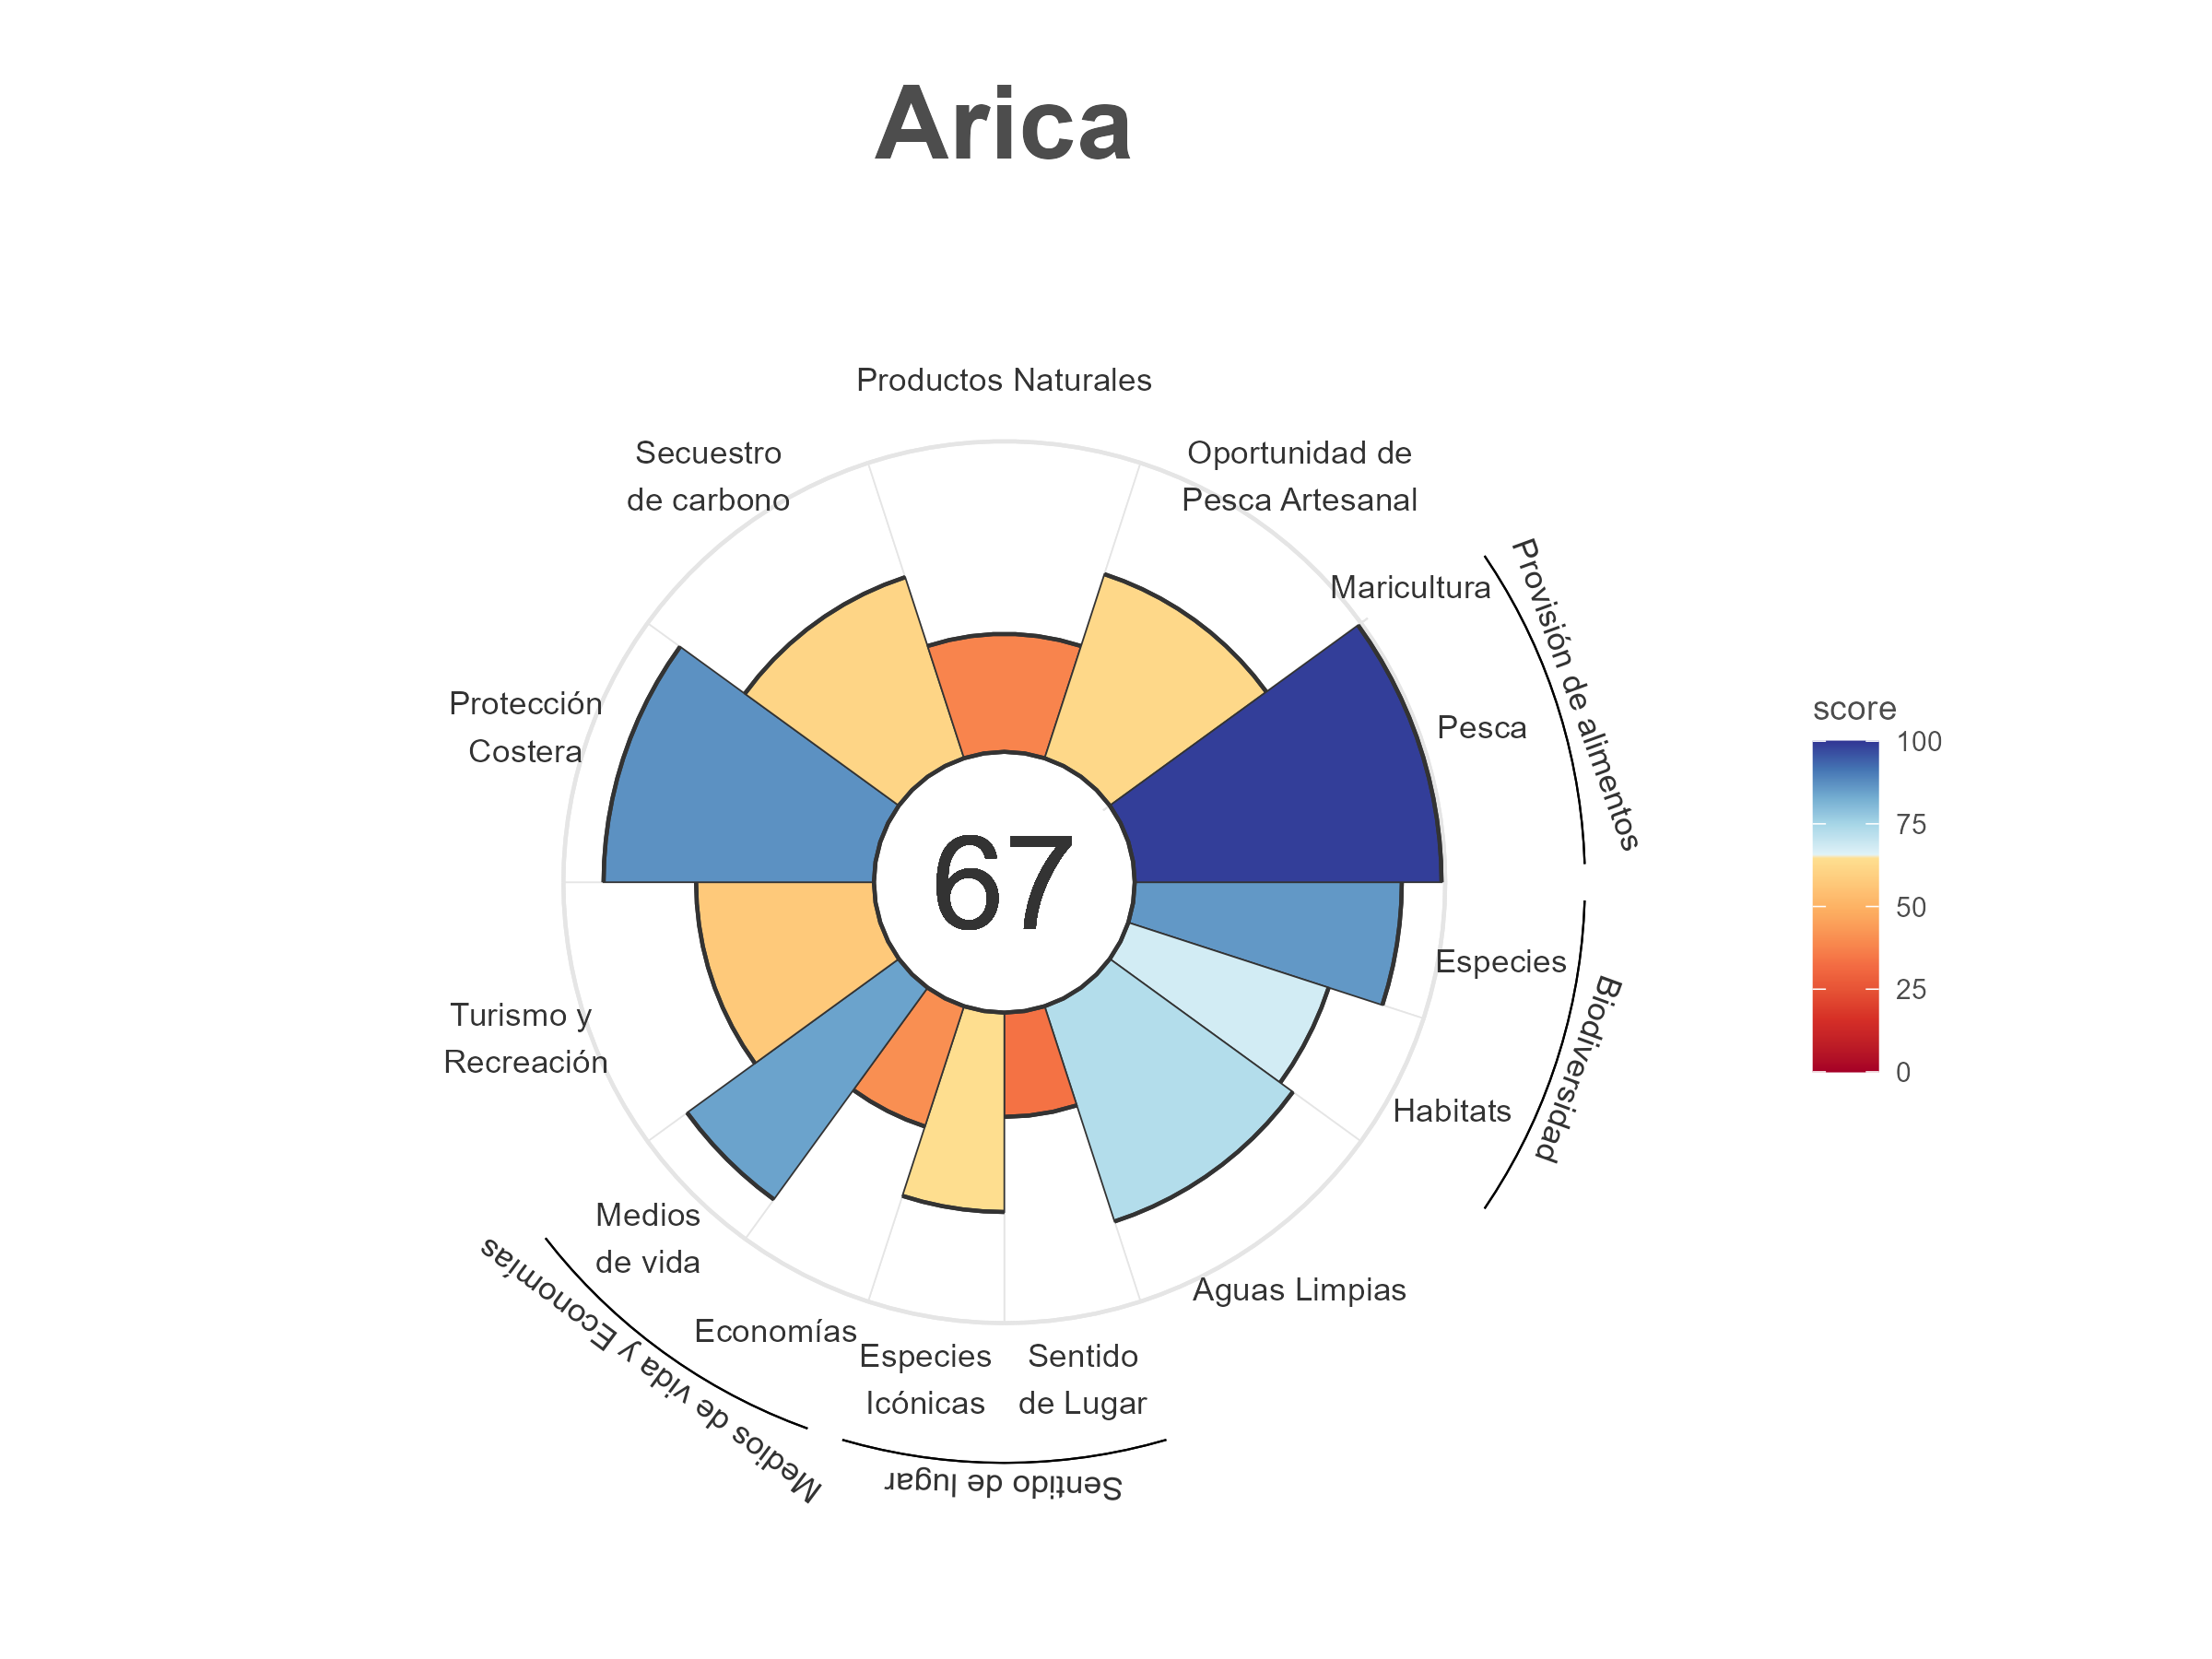 Arica
Productos Naturales
Secuestro
de carbono
Oportunidad de
Pesca Artesanal
Maricultura
Provisión de alimentos
Pesca
Protección
Costera
67
Especies
Habitats
Biodiversidad
Turismo y
Recreación
Medios
de vida
Economías
Medios de vida y Economías
Especies
Icónicas
Sentido
de Lugar
Sentido de lugar
Aguas Limpias
score
100
75
50
25
0